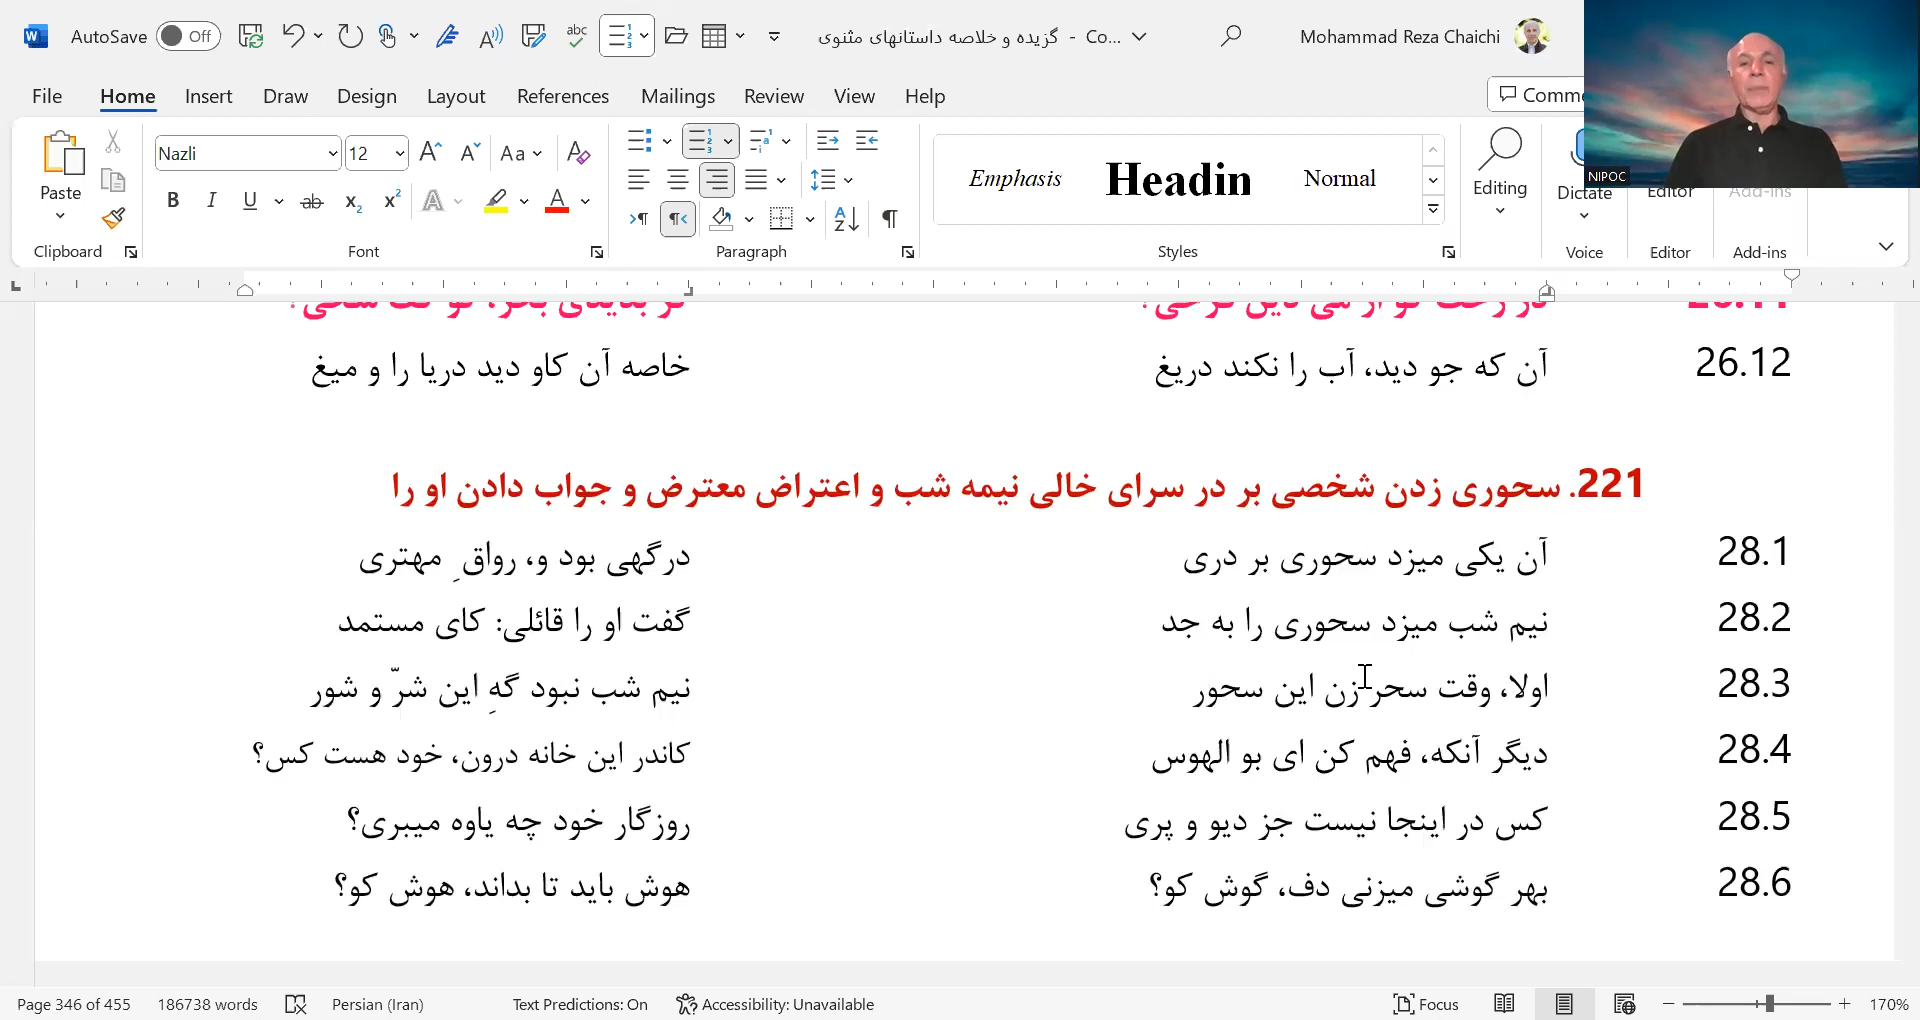 AutoSave Off گزیده و خلاصه داستانهای مثنوی - Co... Mohammad Reza Chaichi
File Home Insert Draw Design Layout References Mailings Review View Help Comme
NIPOC
Paste Nazli 12 Aa Emphasis Headin Normal Editing Dictate Editor Add-ins
Clipboard Font Paragraph Styles Voice Editor Add-ins
26.12 آن که جو دید، آب را نکند دریغ خاصه آن کاو دید دریا را و میغ
221. سحوری زدن شخصی بر در سرای خالی نیمه شب و اعتراض معترض و جواب دادن او را
28.1 آن یکی میزد سحوری بر دری درگهی بود و، رواقِ مهتری
28.2 نیم شب میزد سحوری را به جد گفت او را قائلی: کای مستمد
28.3 اولا، وقت سحر زن این سحور نیم شب نبود گهِ این شرّ و شور
28.4 دیگر آنکه، فهم کن ای بو الهوس کاندر این خانه درون، خود هست کس؟
28.5 کس در اینجا نیست جز دیو و پری روزگار خود چه یاوه میبری؟
28.6 بهر گوشی میزنی دف، گوش کو؟ هوش باید تا بداند، هوش کو؟
Page 346 of 455 186738 words Persian (Iran) Text Predictions: On Accessibility: Unavailable Focus 170%